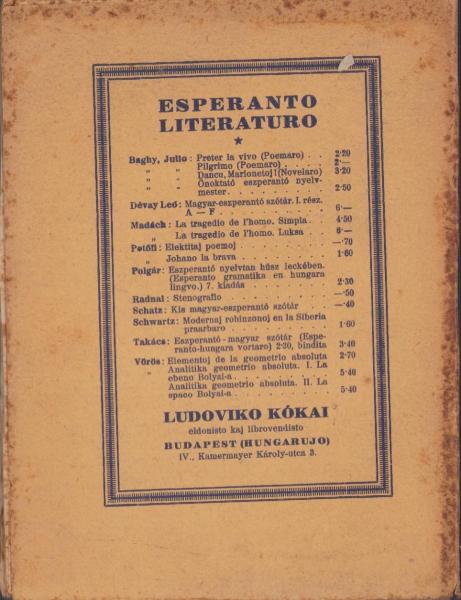 ESPERANTO
LITERATURO
★
Baghy, Julio : Preter la vivo (Poemaro) . . 2·20
„ „ Pilgrimo (Poemaro) . . . 2·—
„ „ Dancu, Marionetoj ! (Novelaro) 3·20
„ „ Önoktató eszperantó nyelv-
mester . . . . . . . . 2·50
Dévay Leó : Magyar-eszperantó szótár. I. rész.
A — F . . . . . . . . . 6·—
Madách : La tragedio de l'homo. Simpla . . 4·50
„ La tragedio de l'homo. Luksa . . 6·—
Petőfi : Elektitaj poemoj . . . . . . —·70
„ Johano la brava . . . . . . 1·60
Polgár : Eszperantó nyelvtan húsz leckében.
(Esperanto gramatika en hungara
lingvo.) 7. kiadás . . . . . . 2·30
Radnai : Stenografio . . . . . . . —·50
Schatz : Kis magyar-eszperantó szótár . . —·40
Schwartz : Modernaj robinzonoj en la Siberia
praarbaro . . . . . . . 1·60
Takács : Eszperantó - magyar szótár (Espe-
ranto-hungara vortaro) 2·20, bindita 3·40
Vörös : Elementoj de la geometrio absoluta 2·70
„ Analitika geometrio absoluta. I. La
ebeno Bolyai-a . . . . . . . 5·40
Analitika geometrio absoluta. II. La
spaco Bolyai-a . . . . . . . 5·40
LUDOVIKO KÓKAI
eldonisto kaj librovendisto
BUDAPEST (HUNGARUJO)
IV., Kamermayer Károly-utca 3.